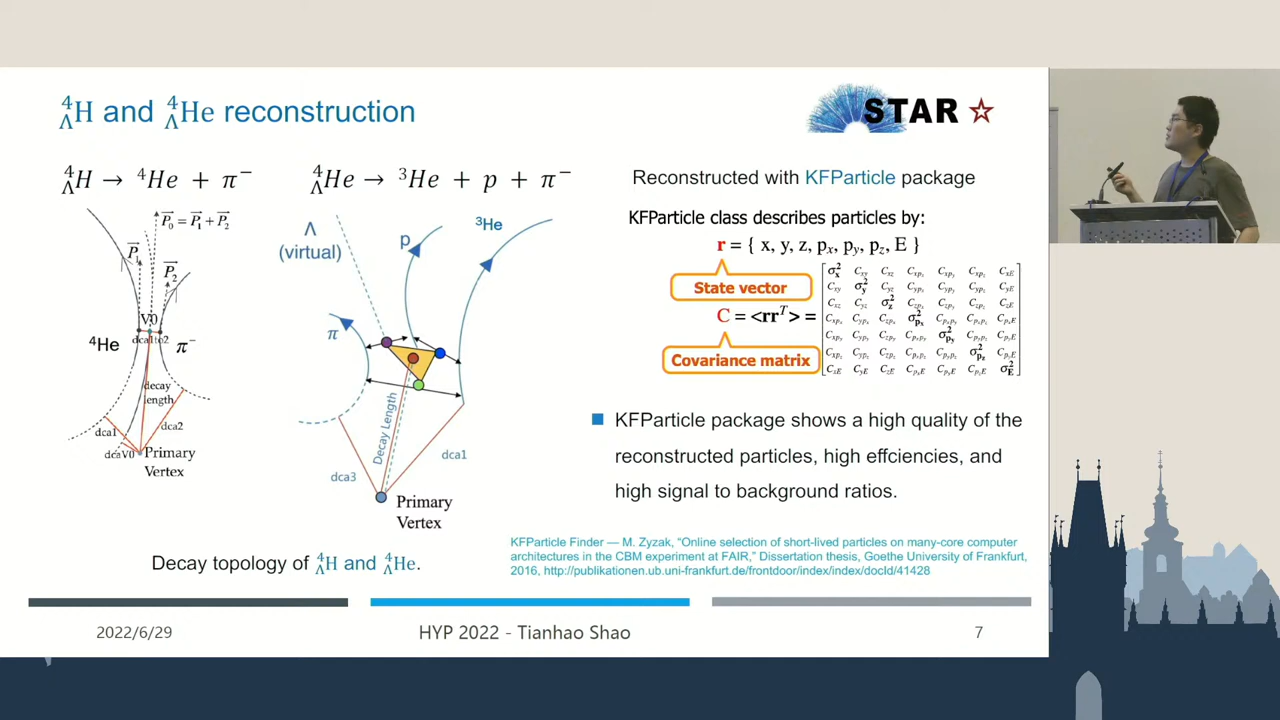 ⁴ΛH and ⁴ΛHe reconstruction
STAR
⁴ΛH → ⁴He + π⁻
⁴ΛHe → ³He + p + π⁻
P₀ = P₁ + P₂
P₁
P₂
V0
dca1to2
⁴He
π⁻
decay
length
dca1
dca2
dcaV0
Primary
Vertex
Λ
(virtual)
p
³He
π
Decay Length
dca3
dca1
Primary
Vertex
Decay topology of ⁴ΛH and ⁴ΛHe.
Reconstructed with KFParticle package
KFParticle class describes particles by:
r = { x, y, z, pₓ, p_y, p_z, E }
State vector
C = <rrᵀ> =
Covariance matrix
KFParticle package shows a high quality of the
reconstructed particles, high effciencies, and
high signal to background ratios.
KFParticle Finder — M. Zyzak, “Online selection of short-lived particles on many-core computer
architectures in the CBM experiment at FAIR,” Dissertation thesis, Goethe University of Frankfurt,
2016, http://publikationen.ub.uni-frankfurt.de/frontdoor/index/index/docId/41428
2022/6/29
HYP 2022 - Tianhao Shao
7